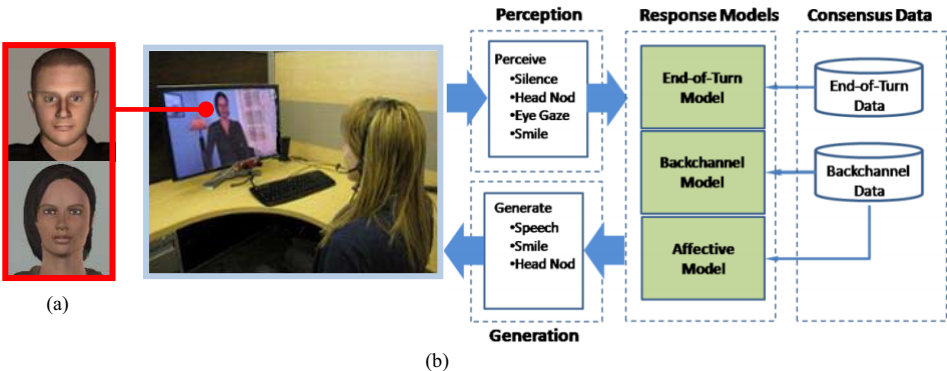 Perception
Response Models
Consensus Data
Perceive
•Silence
•Head Nod
•Eye Gaze
•Smile
End-of-Turn
Model
End-of-Turn
Data
Backchannel
Model
Backchannel
Data
Generate
•Speech
•Smile
•Head Nod
Affective
Model
Generation
(a)
(b)